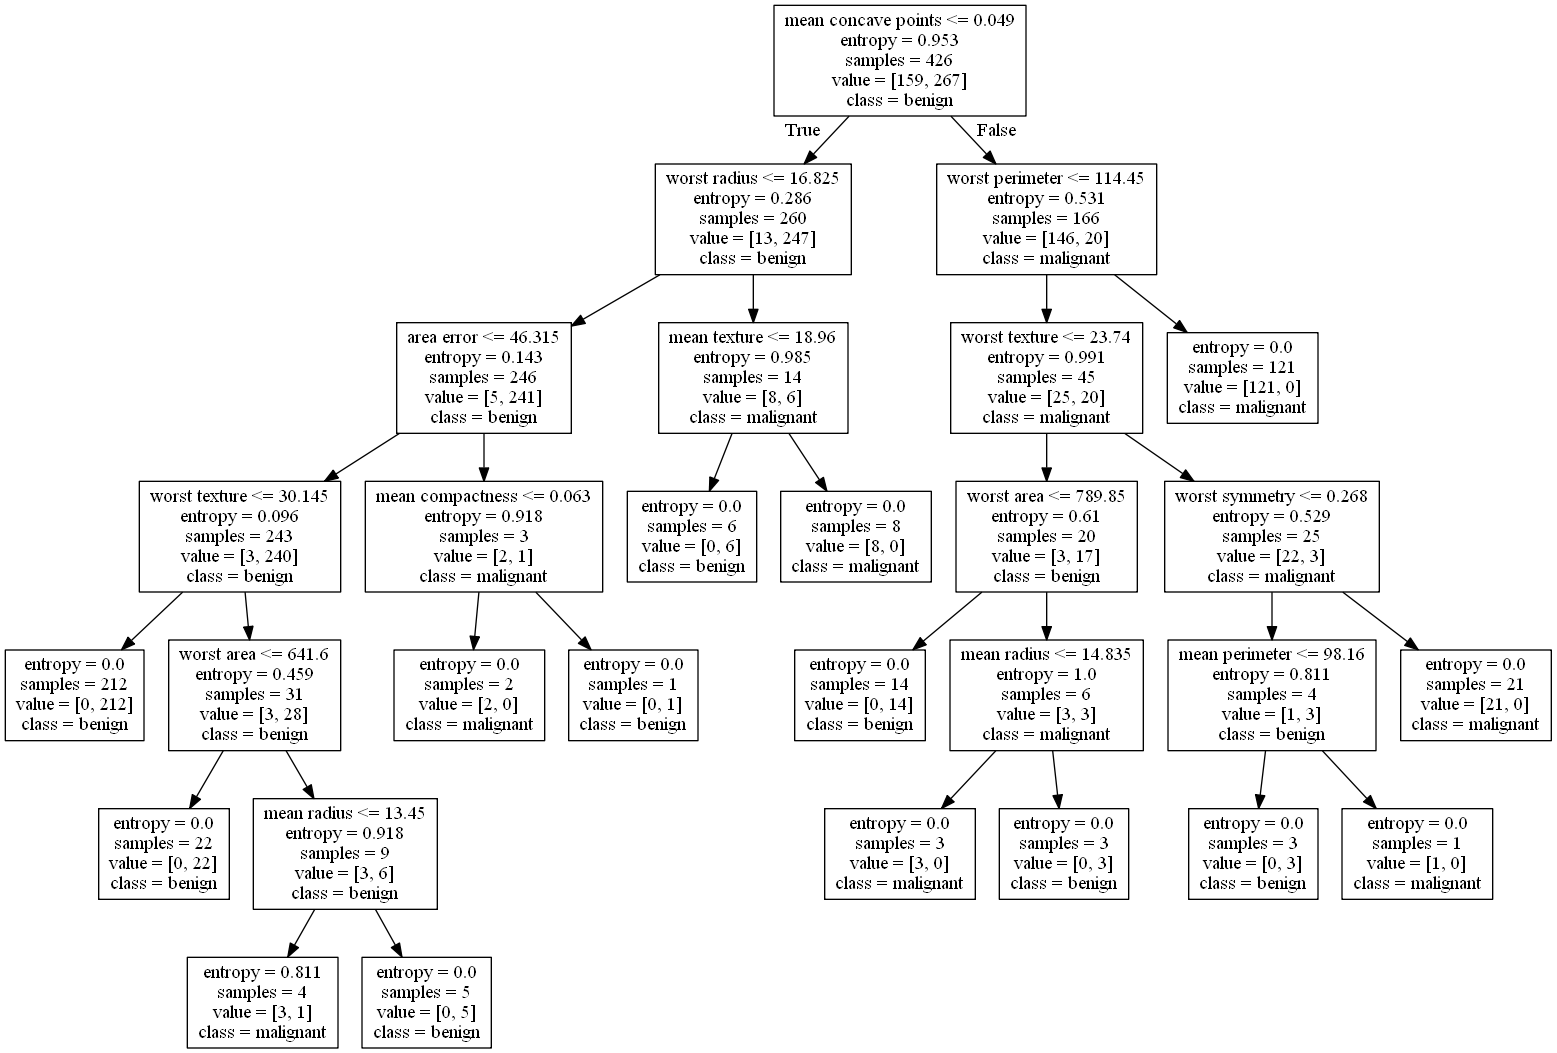 mean concave points <= 0.049
entropy = 0.953
samples = 426
value = [159, 267]
class = benign
True
False
worst radius <= 16.825
entropy = 0.286
samples = 260
value = [13, 247]
class = benign
worst perimeter <= 114.45
entropy = 0.531
samples = 166
value = [146, 20]
class = malignant
area error <= 46.315
entropy = 0.143
samples = 246
value = [5, 241]
class = benign
mean texture <= 18.96
entropy = 0.985
samples = 14
value = [8, 6]
class = malignant
worst texture <= 23.74
entropy = 0.991
samples = 45
value = [25, 20]
class = malignant
entropy = 0.0
samples = 121
value = [121, 0]
class = malignant
worst texture <= 30.145
entropy = 0.096
samples = 243
value = [3, 240]
class = benign
mean compactness <= 0.063
entropy = 0.918
samples = 3
value = [2, 1]
class = malignant
entropy = 0.0
samples = 6
value = [0, 6]
class = benign
entropy = 0.0
samples = 8
value = [8, 0]
class = malignant
worst area <= 789.85
entropy = 0.61
samples = 20
value = [3, 17]
class = benign
worst symmetry <= 0.268
entropy = 0.529
samples = 25
value = [22, 3]
class = malignant
entropy = 0.0
samples = 212
value = [0, 212]
class = benign
worst area <= 641.6
entropy = 0.459
samples = 31
value = [3, 28]
class = benign
entropy = 0.0
samples = 2
value = [2, 0]
class = malignant
entropy = 0.0
samples = 1
value = [0, 1]
class = benign
entropy = 0.0
samples = 14
value = [0, 14]
class = benign
mean radius <= 14.835
entropy = 1.0
samples = 6
value = [3, 3]
class = malignant
mean perimeter <= 98.16
entropy = 0.811
samples = 4
value = [1, 3]
class = benign
entropy = 0.0
samples = 21
value = [21, 0]
class = malignant
entropy = 0.0
samples = 22
value = [0, 22]
class = benign
mean radius <= 13.45
entropy = 0.918
samples = 9
value = [3, 6]
class = benign
entropy = 0.0
samples = 3
value = [3, 0]
class = malignant
entropy = 0.0
samples = 3
value = [0, 3]
class = benign
entropy = 0.0
samples = 3
value = [0, 3]
class = benign
entropy = 0.0
samples = 1
value = [1, 0]
class = malignant
entropy = 0.811
samples = 4
value = [3, 1]
class = malignant
entropy = 0.0
samples = 5
value = [0, 5]
class = benign